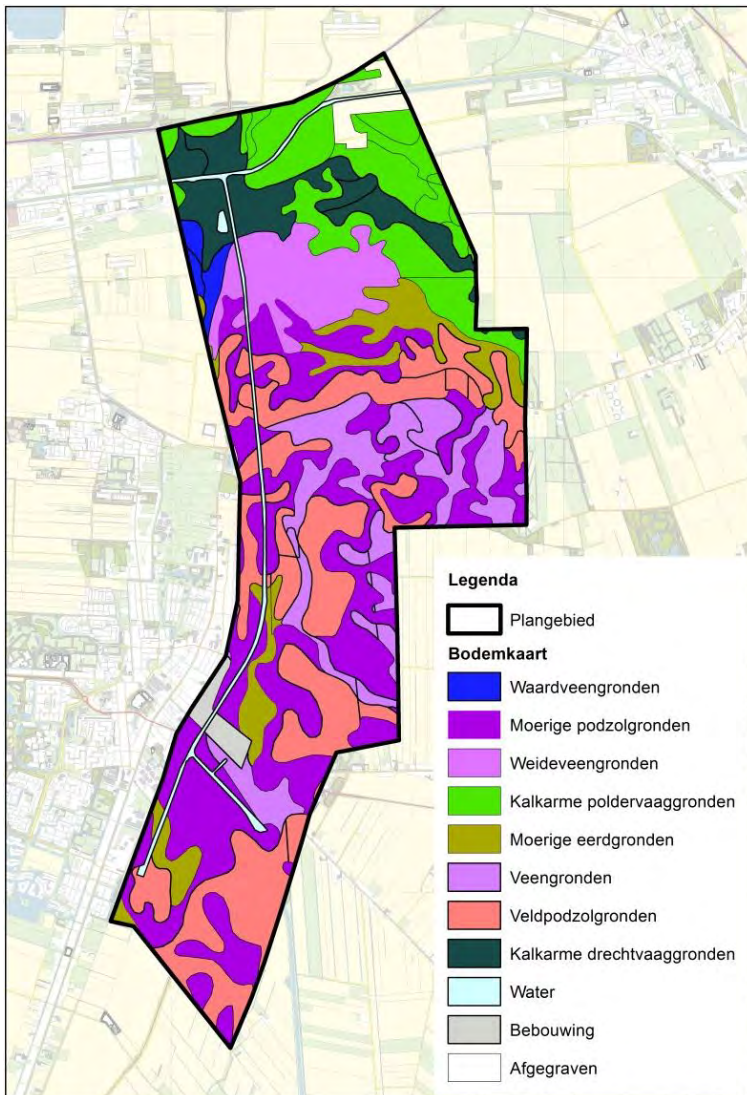 Legenda
Plangebied
Bodemkaart
Waardveengronden
Moerige podzolgronden
Weideveengronden
Kalkarme poldervaaggronden
Moerige eerdgronden
Veengronden
Veldpodzolgronden
Kalkarme drechtvaaggronden
Water
Bebouwing
Afgegraven